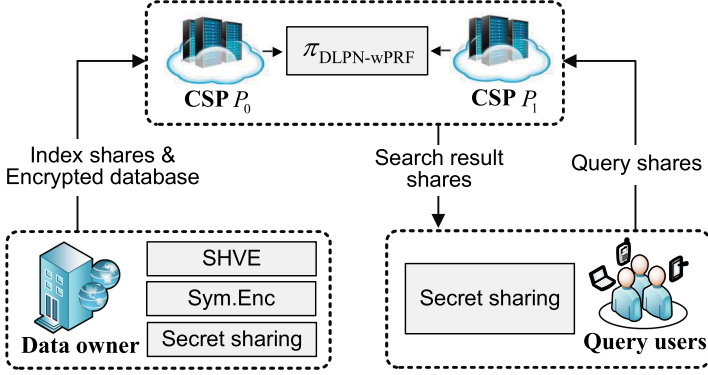 π DLPN-wPRF
CSP P0
CSP P1
Index shares &
Encrypted database
Search result
shares
Query shares
SHVE
Sym.Enc
Secret sharing
Data owner
Secret sharing
Query users